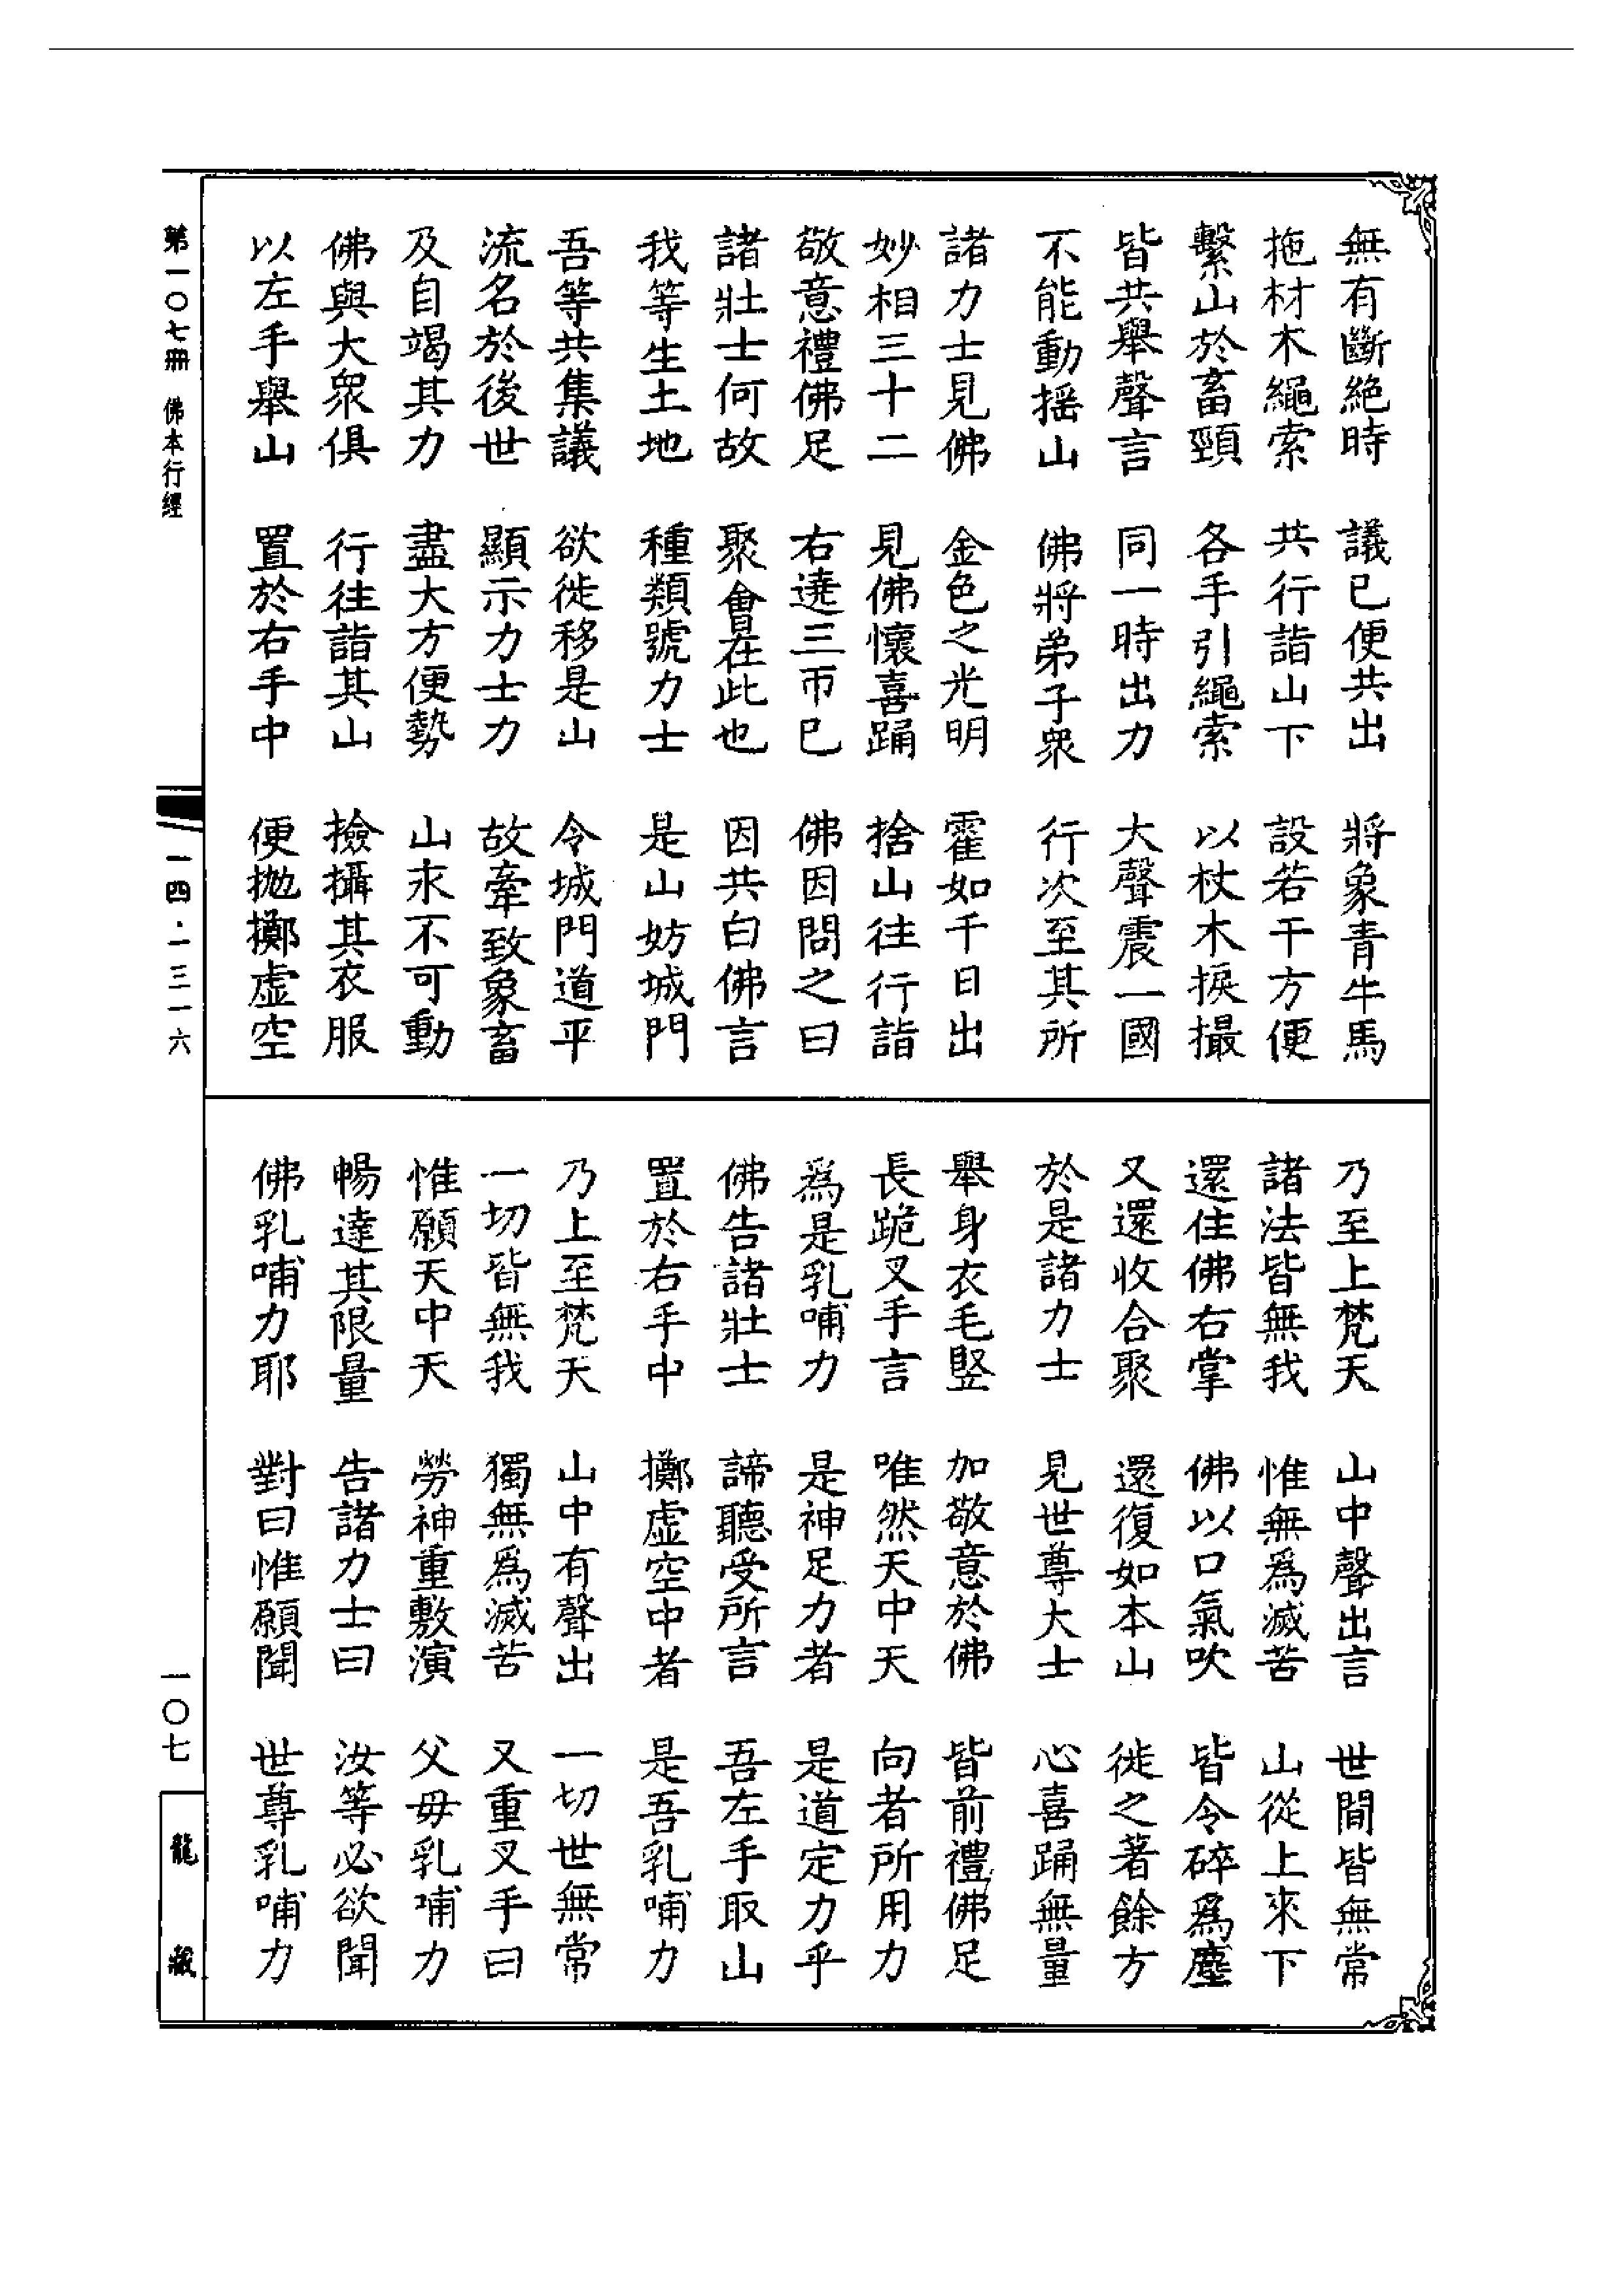 無有斷絕時　議已便共出　將象青牛馬
拖材木繩索　共行詣山下　設若干方便
繫山於畜頸　各手引繩索　以杖木捩撮
皆共舉聲言　同一時出力　大聲震一國
不能動搖山　佛將弟子眾　行次至其所
諸力士見佛　金色之光明　霍如千日出
妙相三十二　見佛懷喜踊　捨山往行詣
敬意禮佛足　右遶三帀已　佛因問之曰
諸壯士何故　聚會在此也　因共白佛言
我等生土地　種類號力士　是山妨城門
吾等共集議　欲徙移是山　令城門道平
流名於後世　顯示力士力　故牽致象畜
及自竭其力　盡大方便勢　山永不可動
佛與大眾俱　行往詣其山　撿攝其衣服
以左手舉山　置於右手中　便拋擲虛空
乃至上梵天　山中聲出言　世間皆無常
諸法皆無我　惟無為滅苦　山從上來下
還住佛右掌　佛以口氣吹　皆令碎為塵
又還收合聚　還復如本山　徙之著餘方
於是諸力士　見世尊大士　心喜踊無量
舉身衣毛竪　加敬意於佛　皆前禮佛足
長跪叉手言　唯然天中天　向者所用力
為是乳哺力　是神足力者　是道定力乎
佛告諸壯士　諦聽受所言　吾左手取山
置於右手中　擲虛空中者　是吾乳哺力
乃上至梵天　山中有聲出　一切世無常
一切皆無我　獨無為滅苦　又重叉手曰
惟願天中天　勞神重敷演　父母乳哺力
暢達其限量　告諸力士曰　汝等必欲聞
佛乳哺力耶　對曰惟願聞　世尊乳哺力
第一〇七冊　佛本行經
一四・一三一六
一〇七
龍藏